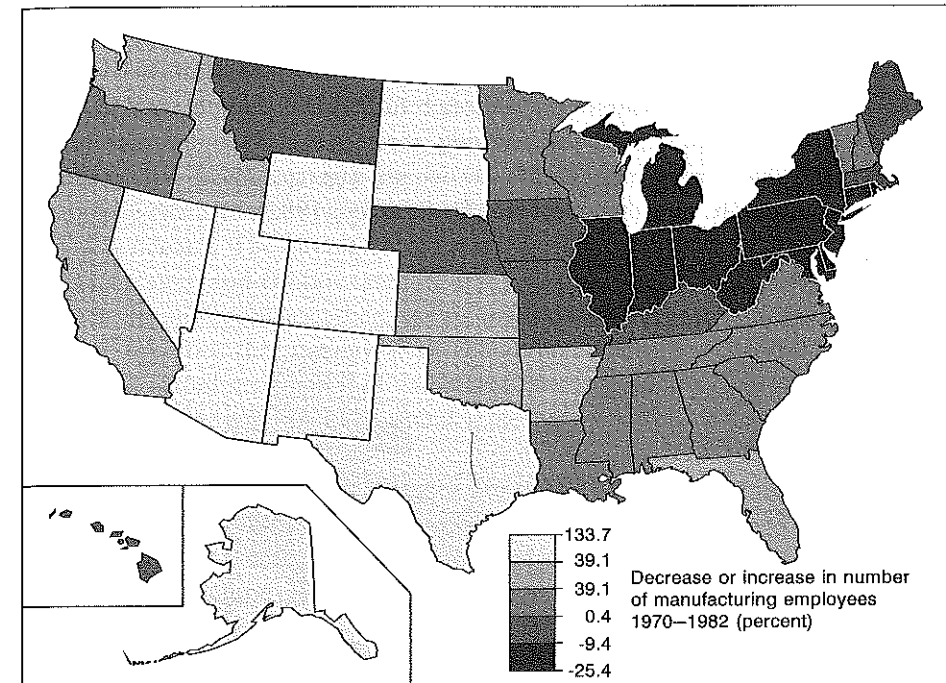 133.7
39.1
39.1
0.4
-9.4
-25.4
Decrease or increase in number
of manufacturing employees
1970–1982 (percent)